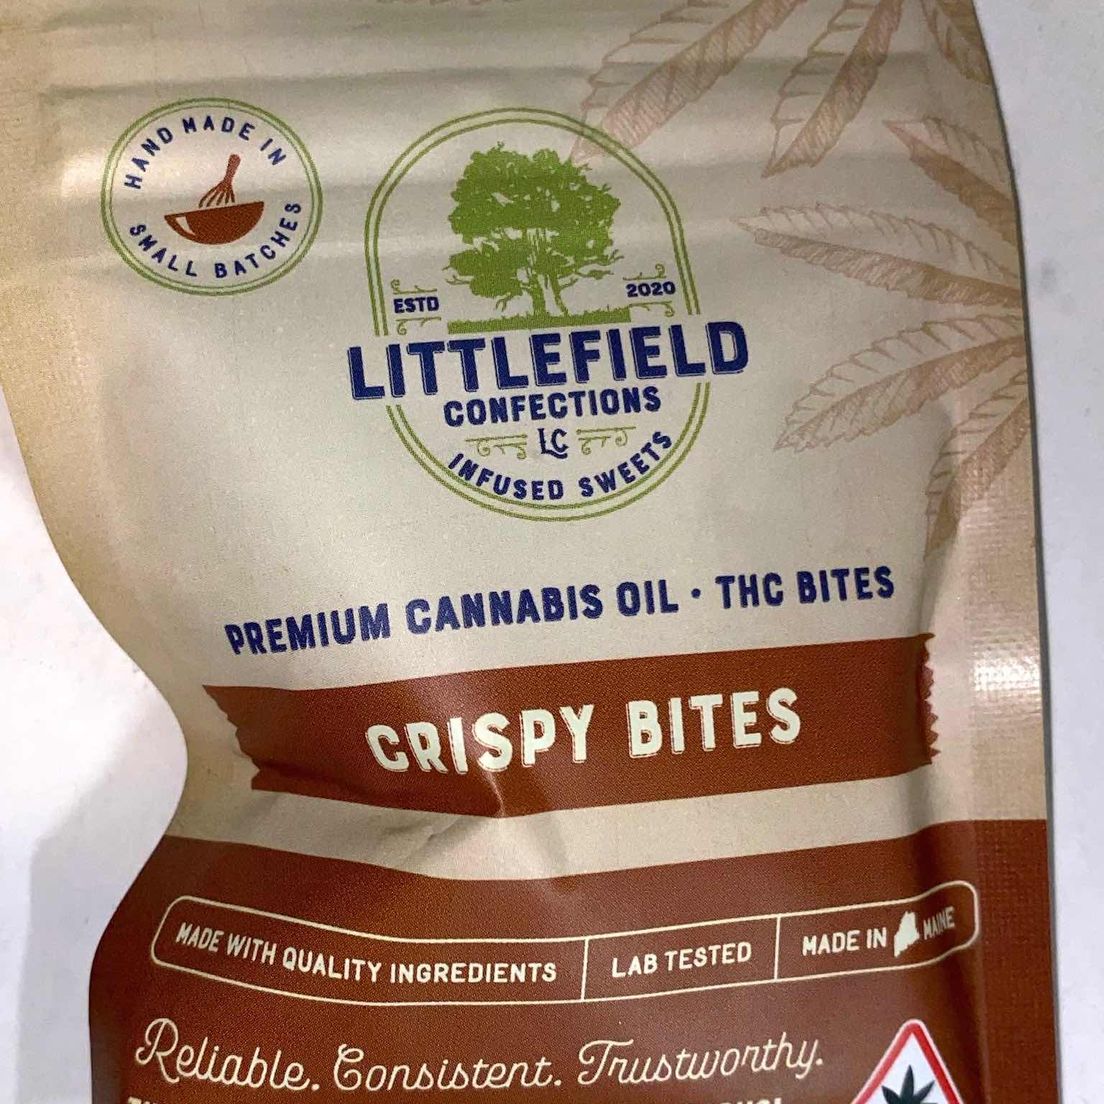 HAND MADE IN
SMALL BATCHES
ESTD 2020
LITTLEFIELD
CONFECTIONS
LC
INFUSED SWEETS
PREMIUM CANNABIS OIL • THC BITES
CRISPY BITES
MADE WITH QUALITY INGREDIENTS
LAB TESTED
MADE IN MAINE
Reliable. Consistent. Trustworthy.